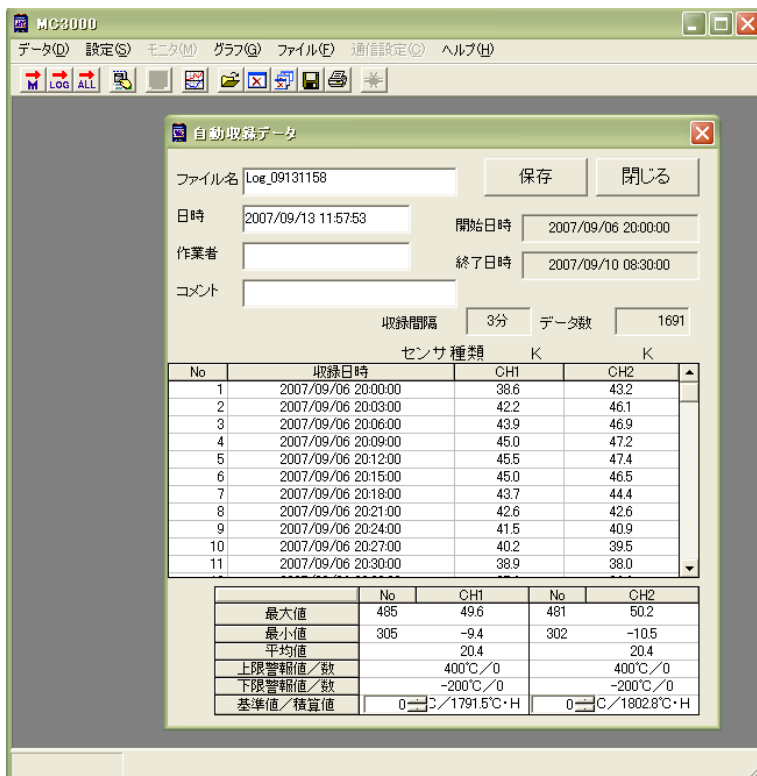 MC3000
データ(D) 設定(S) モニタ(M) グラフ(G) ファイル(F) 通信設定(C) ヘルプ(H)
M LOG ALL
自動収録データ
ファイル名 Log_09131158 保存 閉じる
日時 2007/09/13 11:57:53 開始日時 2007/09/06 20:00:00
作業者 終了日時 2007/09/10 08:30:00
コメント
収録間隔 3分 データ数 1691
センサ種類 K K
No 収録日時 CH1 CH2
1 2007/09/06 20:00:00 38.6 43.2
2 2007/09/06 20:03:00 42.2 46.1
3 2007/09/06 20:06:00 43.9 46.9
4 2007/09/06 20:09:00 45.0 47.2
5 2007/09/06 20:12:00 45.5 47.4
6 2007/09/06 20:15:00 45.0 46.5
7 2007/09/06 20:18:00 43.7 44.4
8 2007/09/06 20:21:00 42.6 42.6
9 2007/09/06 20:24:00 41.5 40.9
10 2007/09/06 20:27:00 40.2 39.5
11 2007/09/06 20:30:00 38.9 38.0
No CH1 No CH2
最大値 485 49.6 481 50.2
最小値 305 -9.4 302 -10.5
平均値 20.4 20.4
上限警報値/数 400℃/0 400℃/0
下限警報値/数 -200℃/0 -200℃/0
基準値/積算値 0 C/1791.5℃・H 0 C/1802.8℃・H